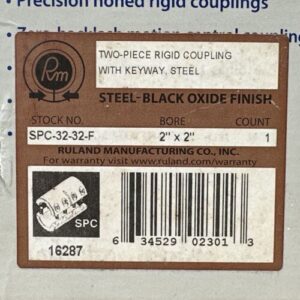 Precision honed rigid couplings
Rm
TWO-PIECE RIGID COUPLING
WITH KEYWAY, STEEL
STEEL-BLACK OXIDE FINISH
STOCK NO. BORE COUNT
SPC-32-32-F 2" x 2" 1
RULAND MANUFACTURING CO., INC.
For warranty visit www.ruland.com/warranty
SPC
16287
6 34529 02301 3